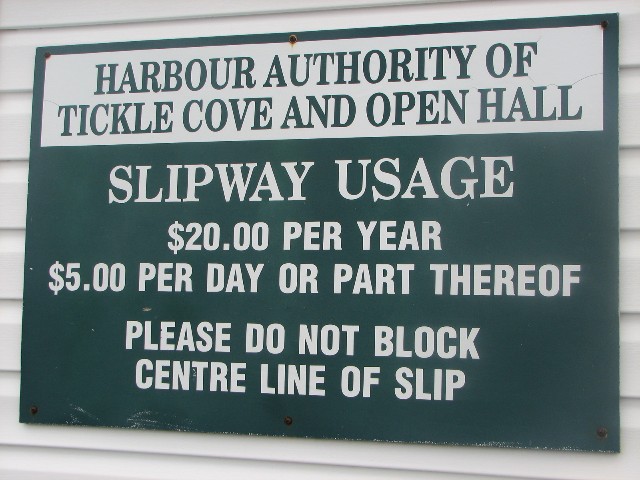 HARBOUR AUTHORITY OF
TICKLE COVE AND OPEN HALL
SLIPWAY USAGE
$20.00 PER YEAR
$5.00 PER DAY OR PART THEREOF
PLEASE DO NOT BLOCK
CENTRE LINE OF SLIP